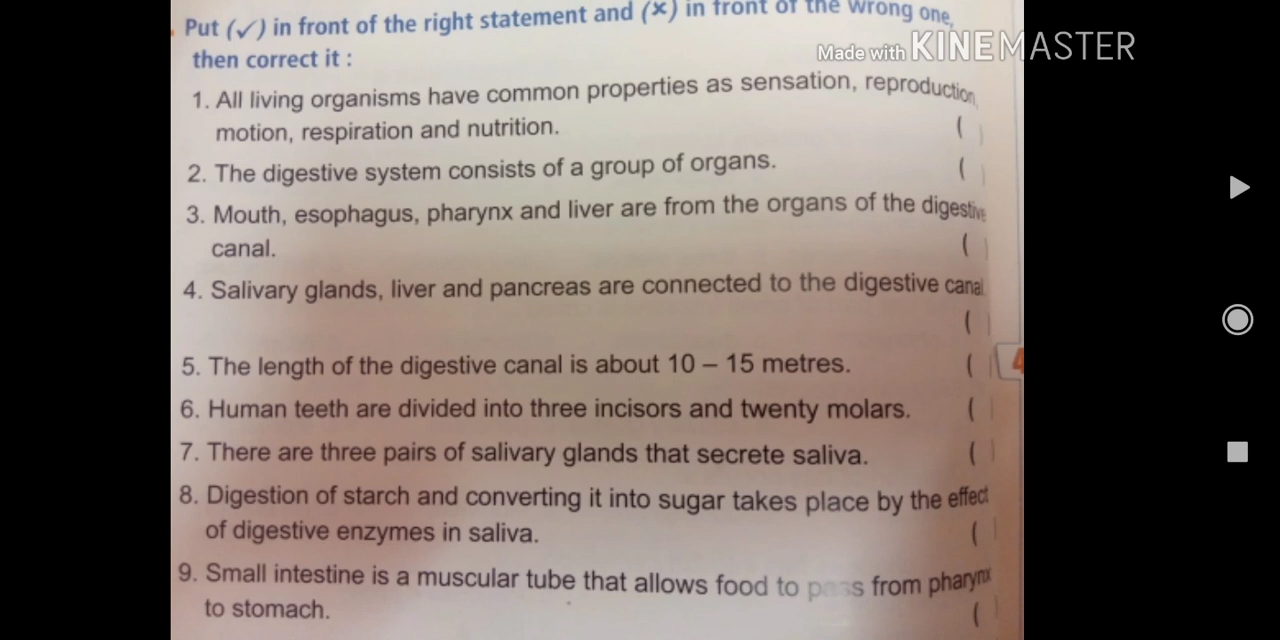 Put (✓) in front of the right statement and (×) in front of the wrong one,
then correct it :
Made with KINEMASTER
1. All living organisms have common properties as sensation, reproduction,
motion, respiration and nutrition. ( )
2. The digestive system consists of a group of organs. ( )
3. Mouth, esophagus, pharynx and liver are from the organs of the digestive
canal. ( )
4. Salivary glands, liver and pancreas are connected to the digestive canal.
( )
5. The length of the digestive canal is about 10 – 15 metres. ( )
4
6. Human teeth are divided into three incisors and twenty molars. (
7. There are three pairs of salivary glands that secrete saliva. ( )
8. Digestion of starch and converting it into sugar takes place by the effect
of digestive enzymes in saliva. ( )
9. Small intestine is a muscular tube that allows food to pass from pharynx
to stomach. ( )